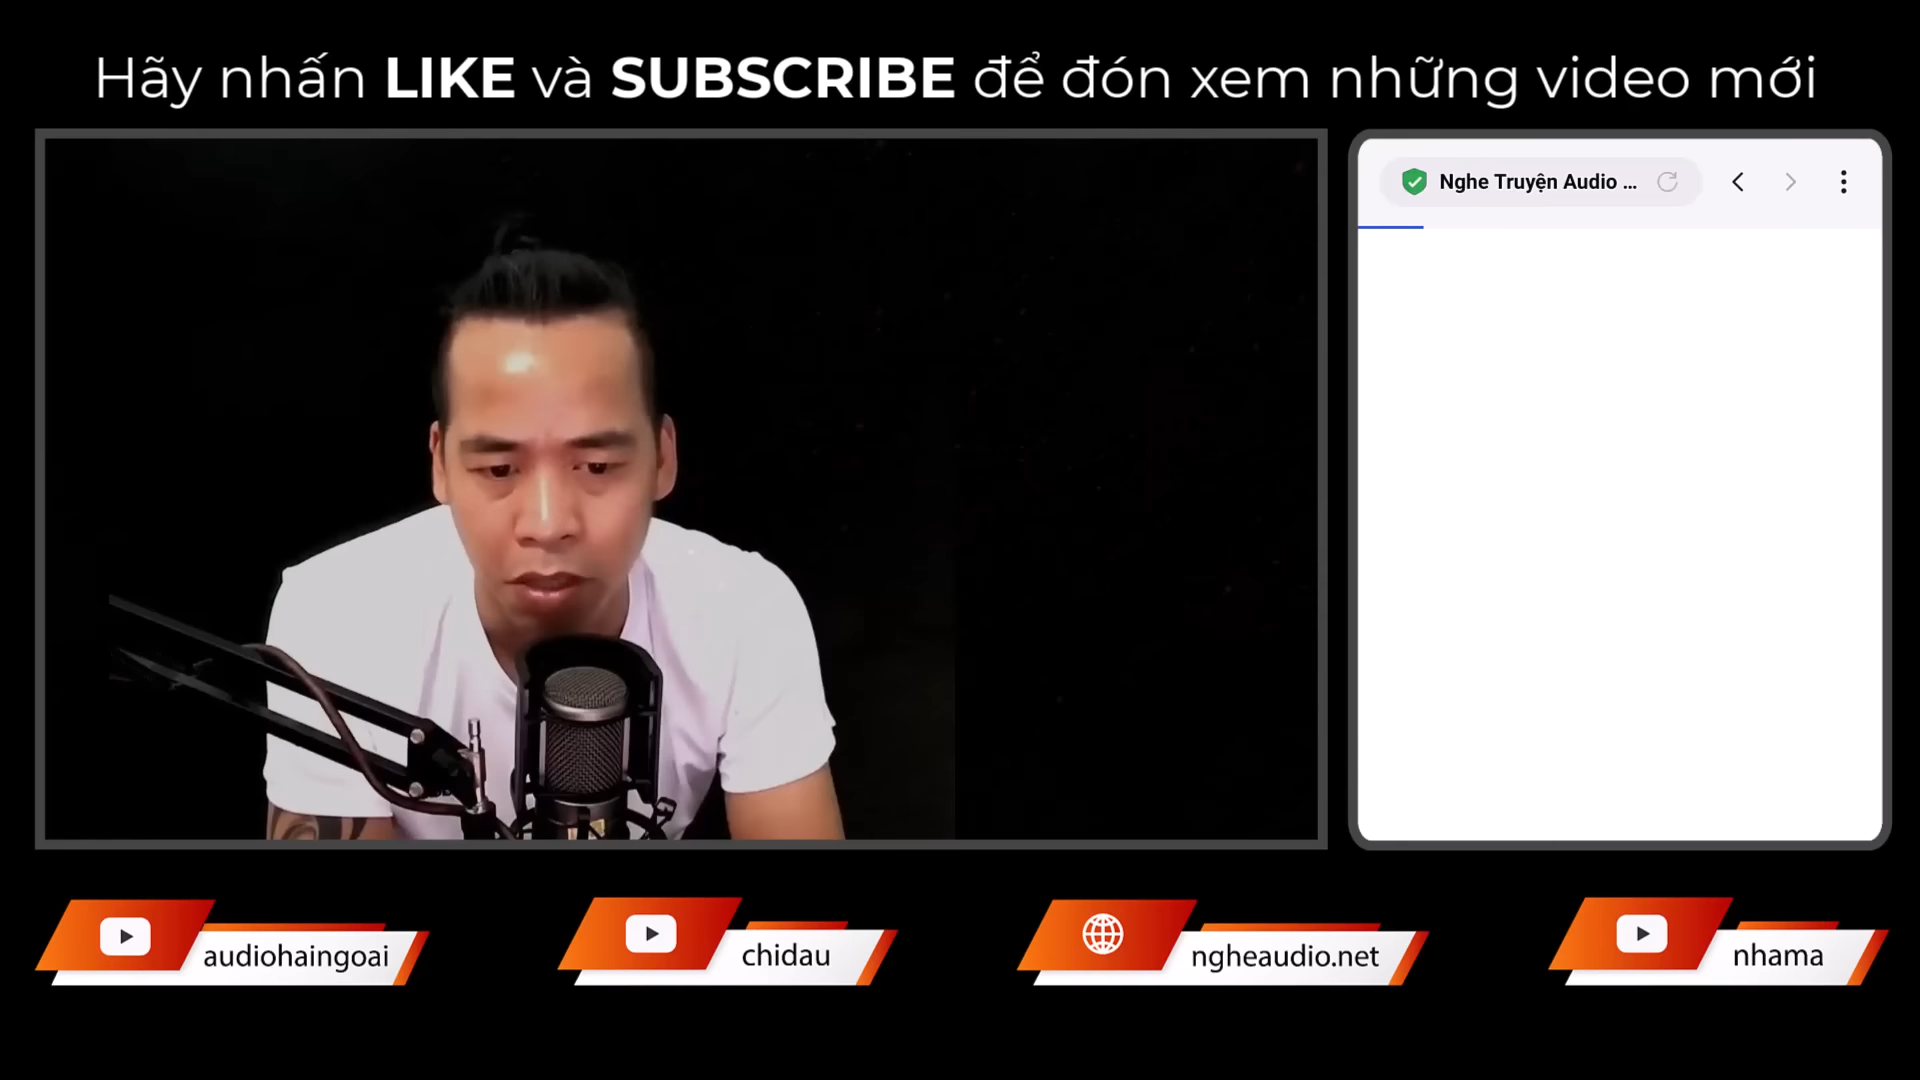 Hãy nhấn LIKE và SUBSCRIBE để đón xem những video mới
Nghe Truyện Audio ...
audiohaingoai
chidau
ngheaudio.net
nhama